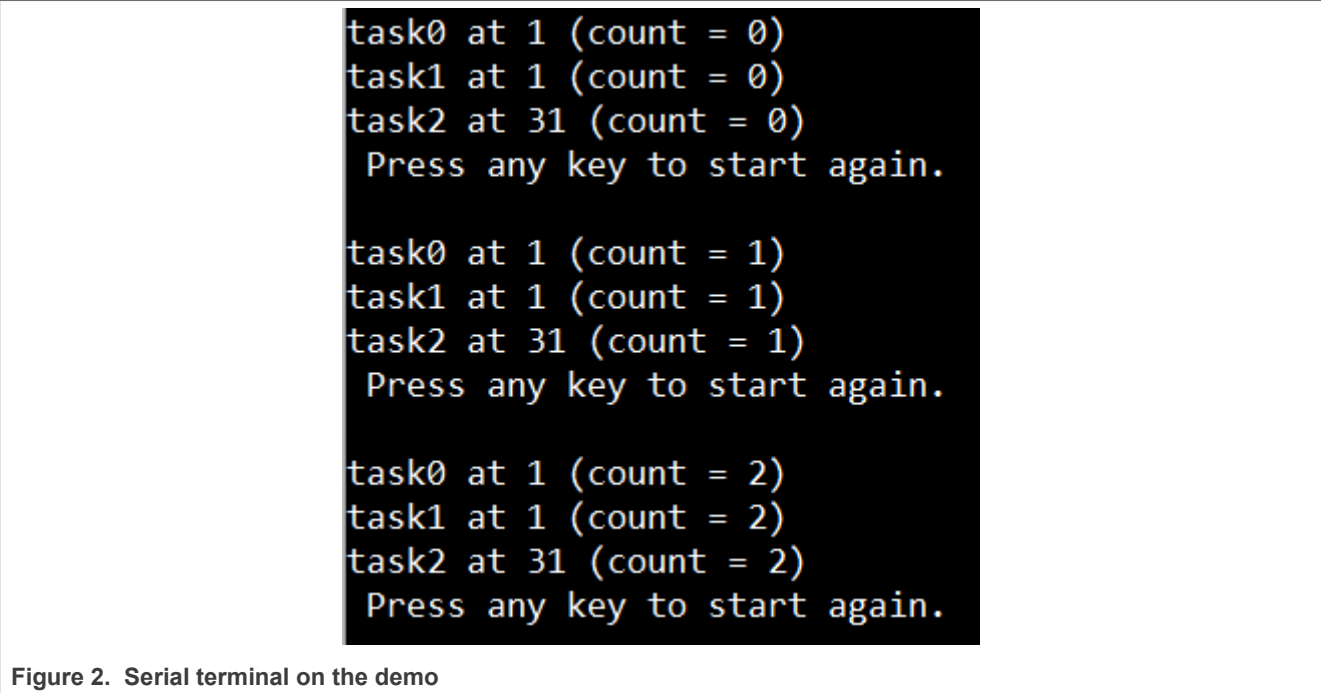 task0 at 1 (count = 0)
task1 at 1 (count = 0)
task2 at 31 (count = 0)
Press any key to start again.
task0 at 1 (count = 1)
task1 at 1 (count = 1)
task2 at 31 (count = 1)
Press any key to start again.
task0 at 1 (count = 2)
task1 at 1 (count = 2)
task2 at 31 (count = 2)
Press any key to start again.
Figure 2. Serial terminal on the demo